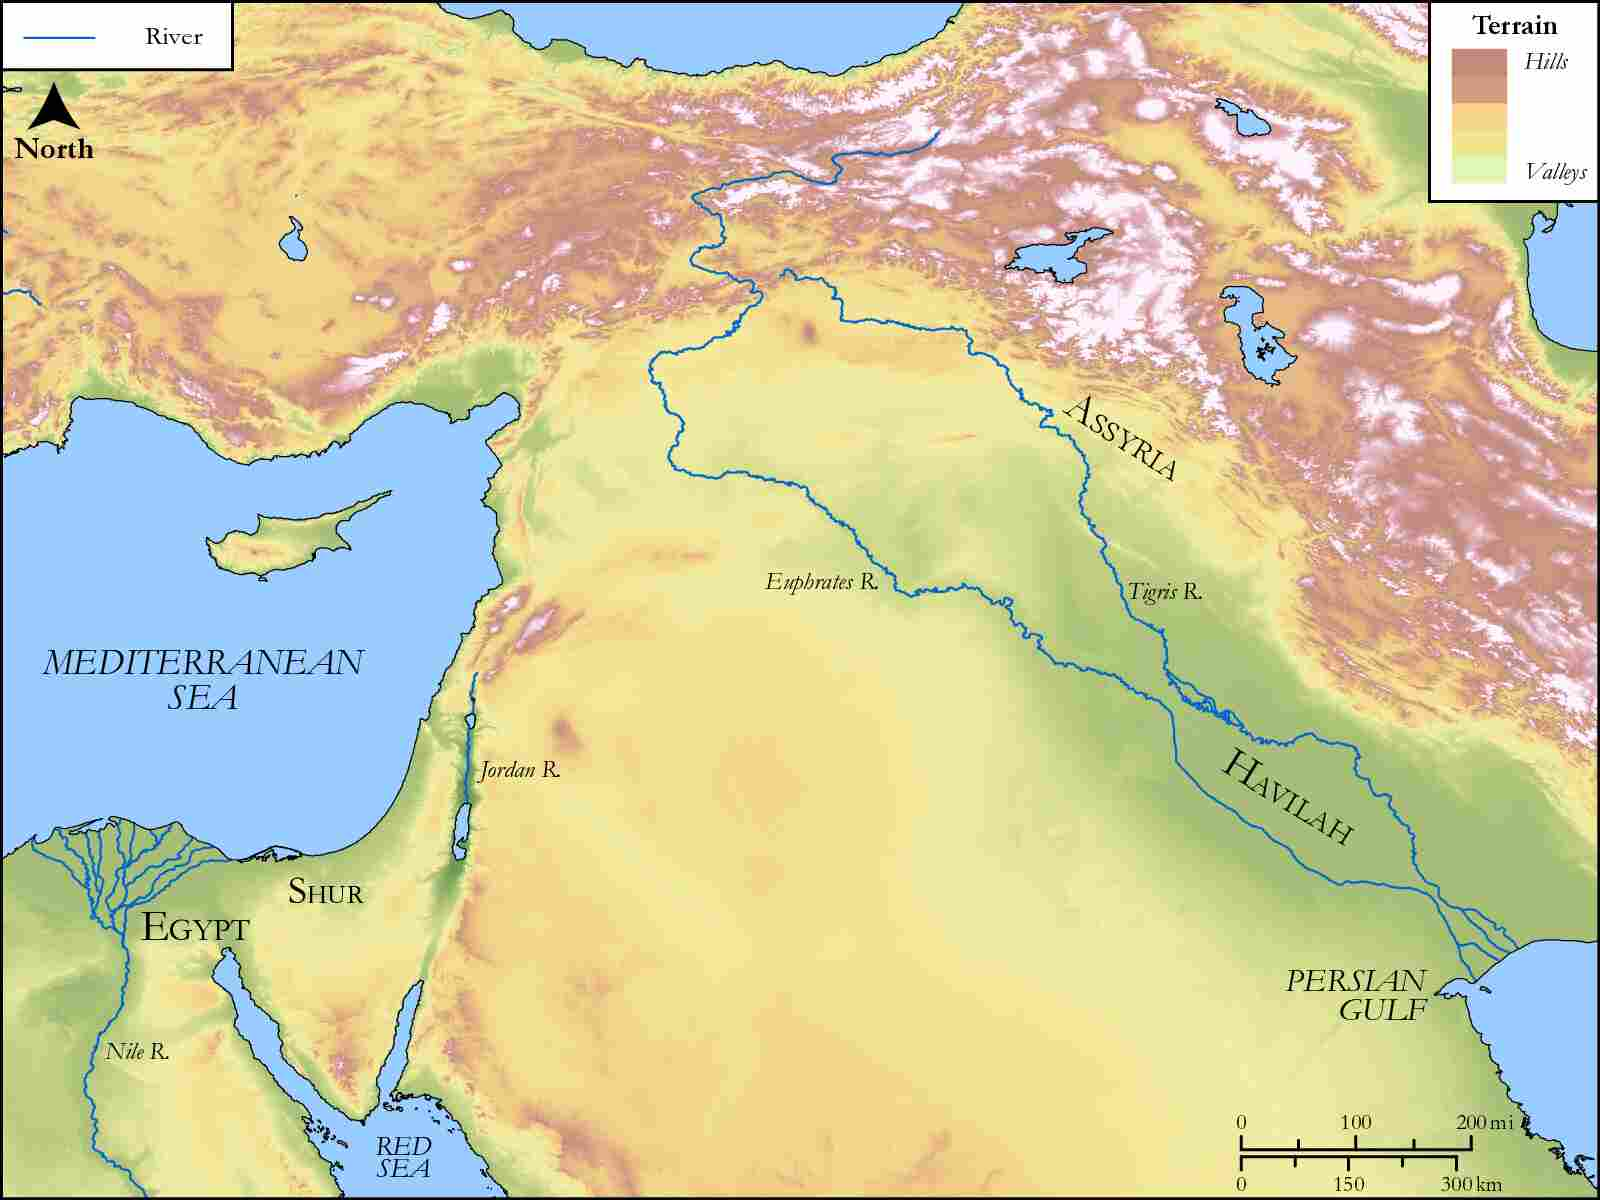 River
Terrain
Hills
Valleys
North
ASSYRIA
Euphrates R.
Tigris R.
MEDITERRANEAN
SEA
Jordan R.
HAVILAH
SHUR
EGYPT
PERSIAN
GULF
Nile R.
RED
SEA
0 100 200 mi
0 150 300 km